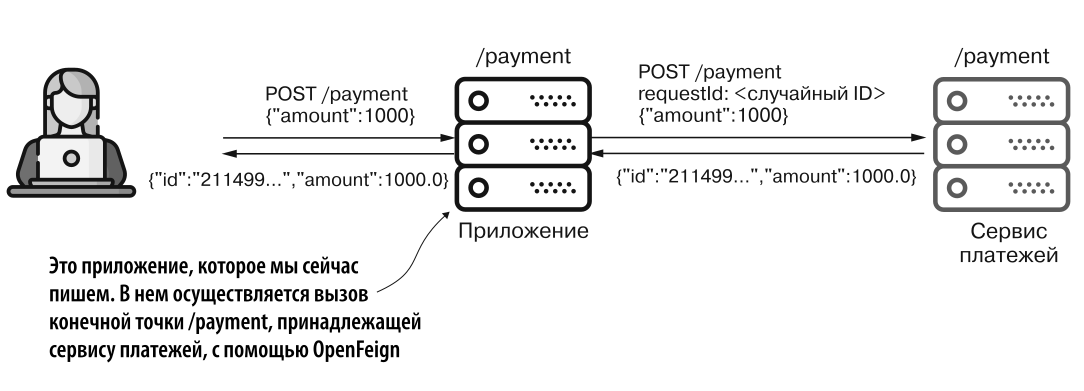 /payment
/payment
POST /payment
{"amount":1000}
POST /payment
requestId: <случайный ID>
{"amount":1000}
{"id":"211499...","amount":1000.0}
{"id":"211499...","amount":1000.0}
Приложение
Сервис
платежей
Это приложение, которое мы сейчас
пишем. В нем осуществляется вызов
конечной точки /payment, принадлежащей
сервису платежей, с помощью OpenFeign